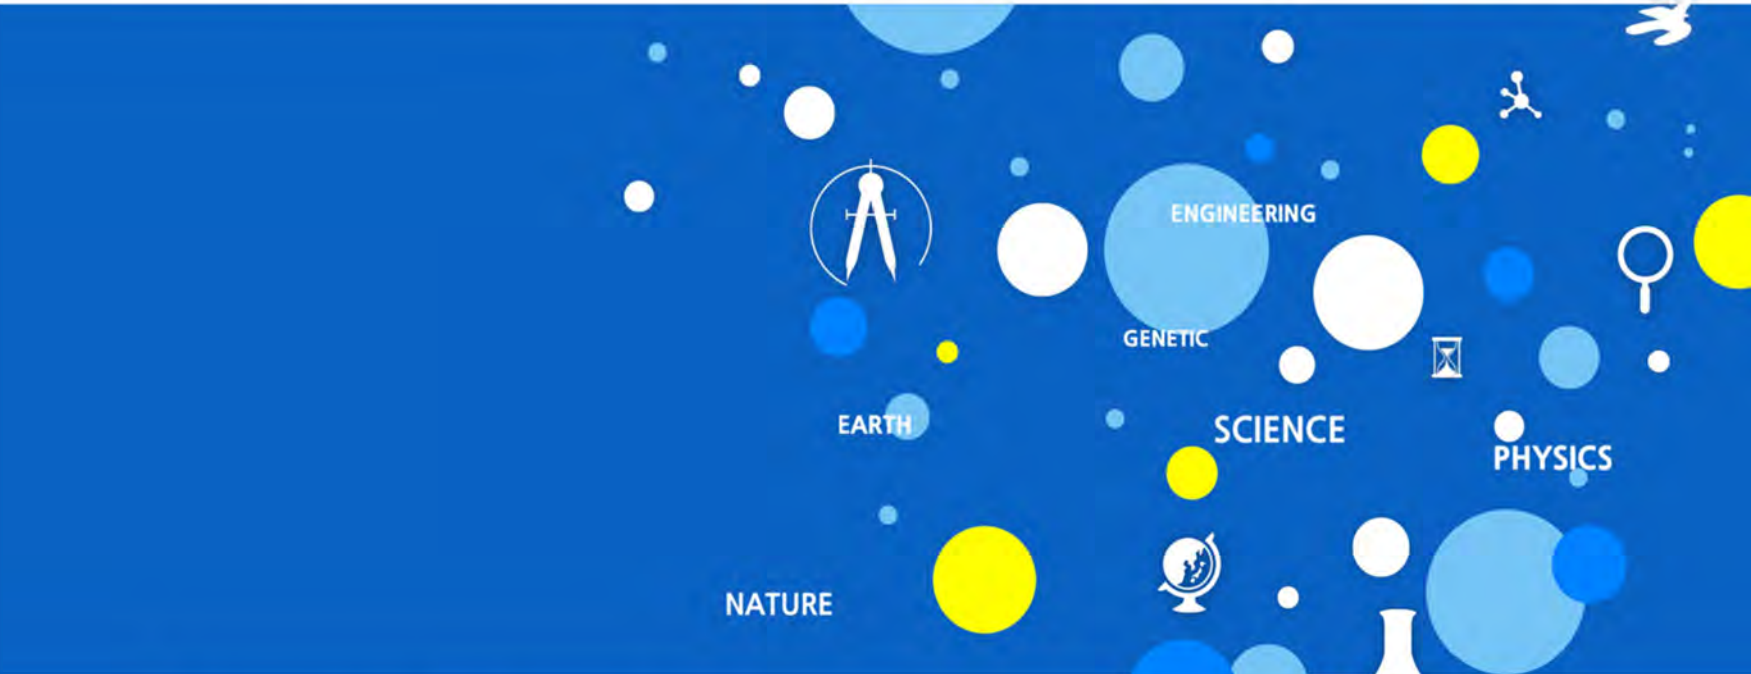 ENGINEERING
GENETIC
EARTH
SCIENCE
PHYSICS
NATURE